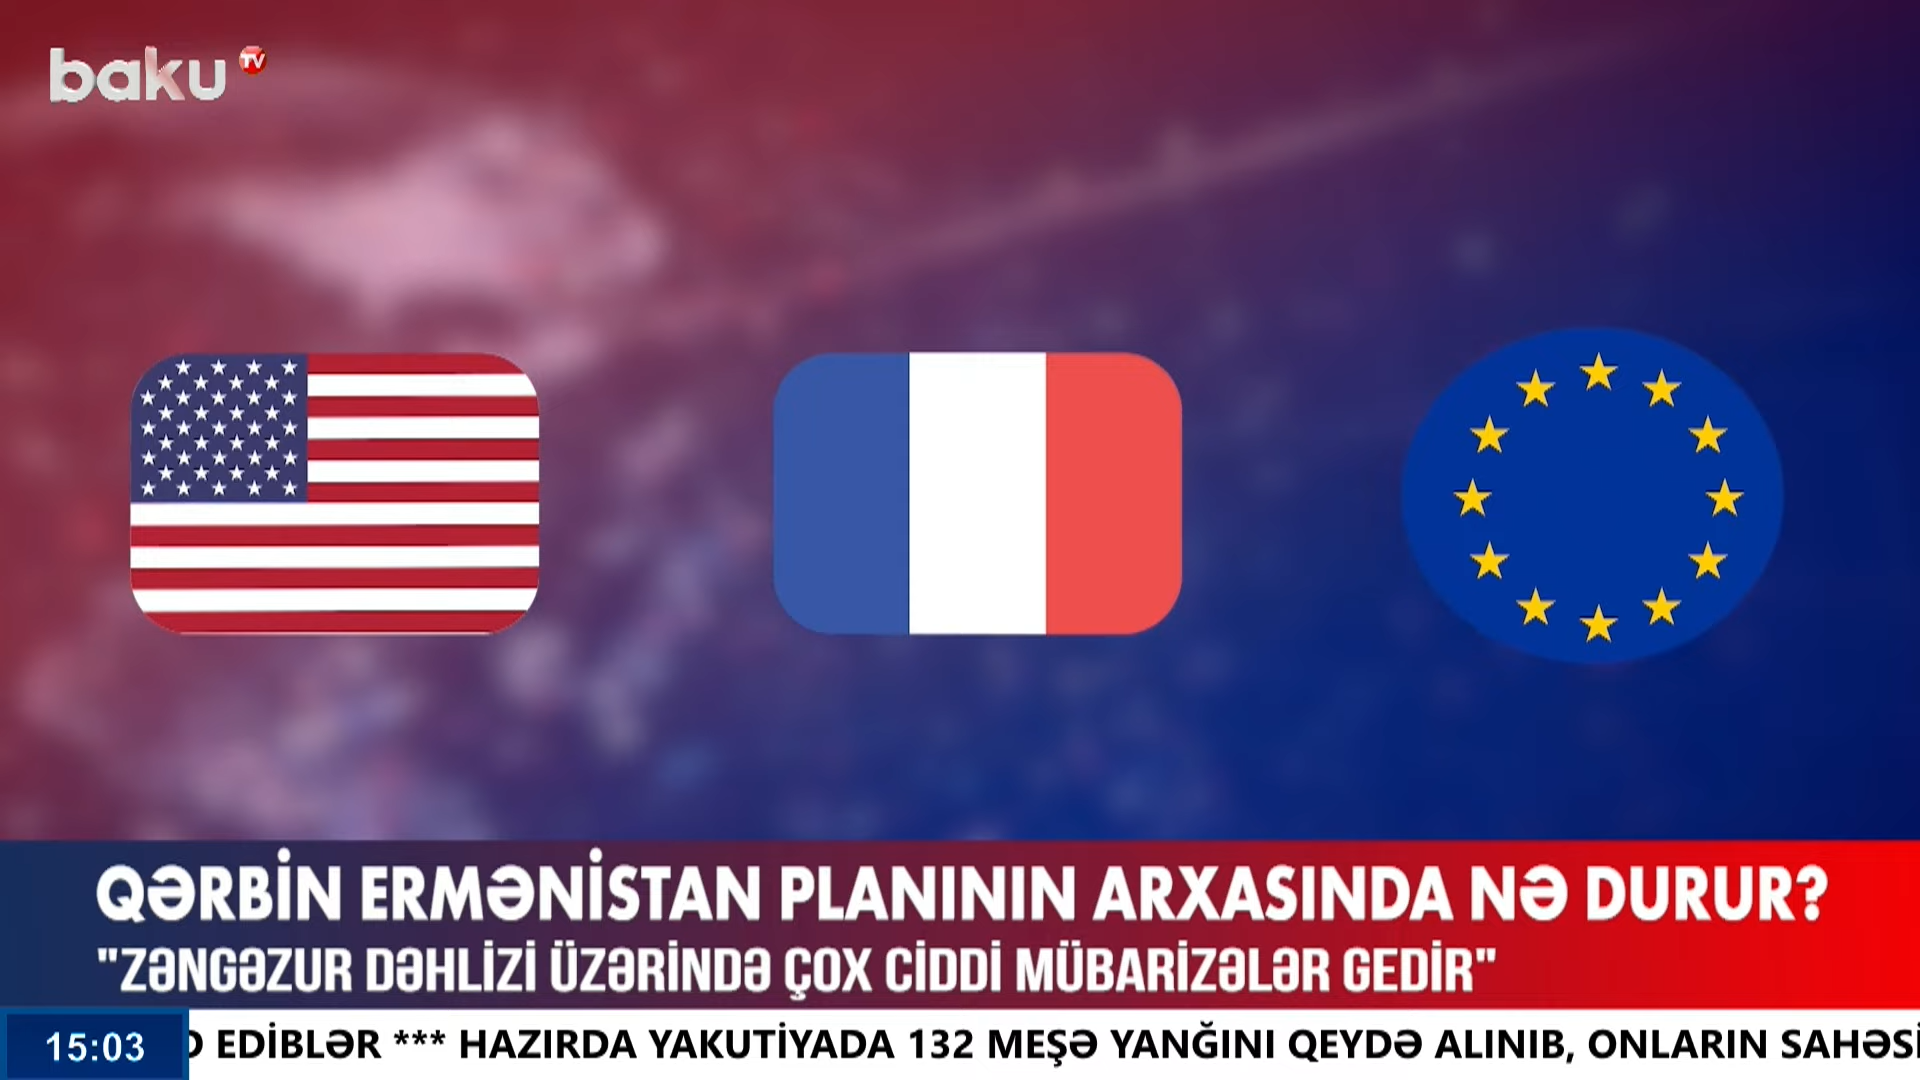 baku TV
QƏRBİN ERMƏNİSTAN PLANININ ARXASINDA NƏ DURUR?
"ZƏNGƏZUR DƏHLİZİ ÜZƏRİNDƏ ÇOX CİDDİ MÜBARİZƏLƏR GEDİR"
15:03 D EDİBLƏR *** HAZIRDA YAKUTİYADA 132 MEŞƏ YANĞINI QEYDƏ ALINIB, ONLARIN SAHƏSİ